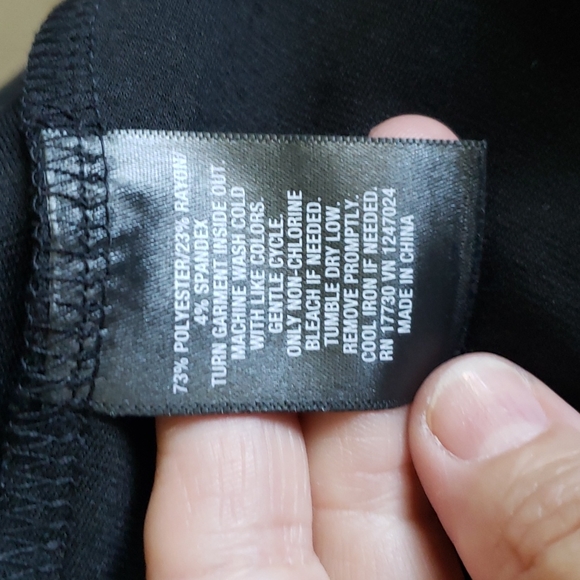 73% POLYESTER/23% RAYON/
4% SPANDEX
TURN GARMENT INSIDE OUT.
MACHINE WASH COLD
WITH LIKE COLORS.
GENTLE CYCLE.
ONLY NON-CHLORINE
BLEACH IF NEEDED.
TUMBLE DRY LOW.
REMOVE PROMPTLY.
COOL IRON IF NEEDED.
RN 17730 VN 1247024
MADE IN CHINA